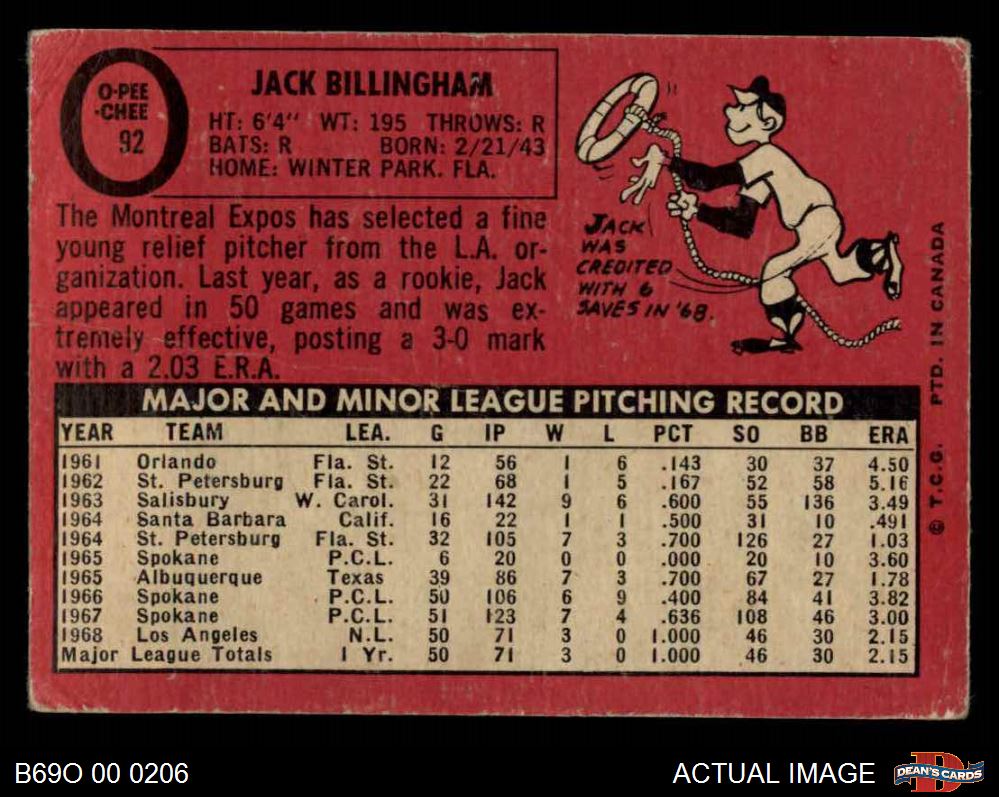 O-PEE
-CHEE
92
JACK BILLINGHAM
HT: 6'4" WT: 195 THROWS: R
BATS: R BORN: 2/21/43
HOME: WINTER PARK. FLA.
The Montreal Expos has selected a fine
young relief pitcher from the L.A. or-
ganization. Last year, as a rookie, Jack
appeared in 50 games and was ex-
tremely effective, posting a 3-0 mark
with a 2.03 E.R.A.
JACK
WAS
CREDITED
WITH 6
SAVES IN '68.
MAJOR AND MINOR LEAGUE PITCHING RECORD
YEAR TEAM LEA. G IP W L PCT SO BB ERA
1961 Orlando Fla. St. 12 56 1 6 .143 30 37 4.50
1962 St. Petersburg Fla. St. 22 68 1 5 .167 52 58 5.16
1963 Salisbury W. Carol. 31 142 9 6 .600 55 136 3.49
1964 Santa Barbara Calif. 16 22 1 1 .500 31 10 .491
1964 St. Petersburg Fla. St. 32 105 7 3 .700 126 27 1.03
1965 Spokane P.C.L. 6 20 0 0 .000 20 10 3.60
1965 Albuquerque Texas 39 86 7 3 .700 67 27 1.78
1966 Spokane P.C.L. 50 106 6 9 .400 84 41 3.82
1967 Spokane P.C.L. 51 123 7 4 .636 108 46 3.00
1968 Los Angeles N.L. 50 71 3 0 1.000 46 30 2.15
Major League Totals 1 Yr. 50 71 3 0 1.000 46 30 2.15
© T.C.G. PTD. IN CANADA
B69O 00 0206
ACTUAL IMAGE
D
DEAN'S CARDS